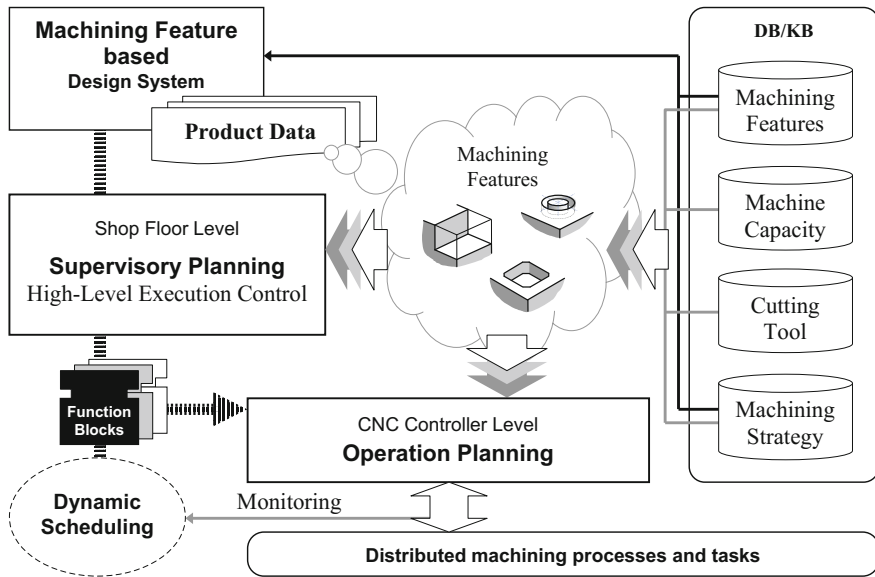 Machining Feature
based
Design System
Product Data
Machining
Features
Shop Floor Level
Supervisory Planning
High-Level Execution Control
Function
Blocks
CNC Controller Level
Operation Planning
Dynamic
Scheduling
Monitoring
Distributed machining processes and tasks
DB/KB
Machining
Features
Machine
Capacity
Cutting
Tool
Machining
Strategy